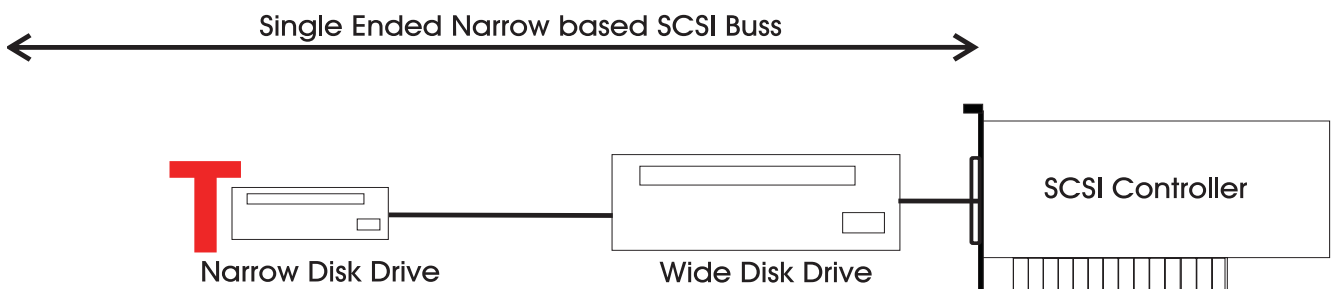 Single Ended Narrow based SCSI Buss
T
SCSI Controller
Narrow Disk Drive
Wide Disk Drive